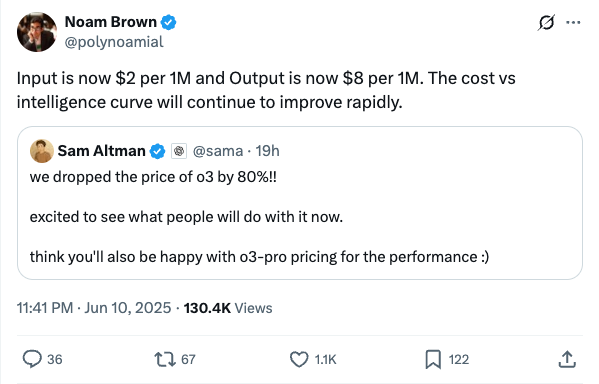 Noam Brown
@polynoamial
Input is now $2 per 1M and Output is now $8 per 1M. The cost vs
intelligence curve will continue to improve rapidly.
Sam Altman @sama · 19h
we dropped the price of o3 by 80%!!
excited to see what people will do with it now.
think you'll also be happy with o3-pro pricing for the performance :)
11:41 PM · Jun 10, 2025 · 130.4K Views
36 67 1.1K 122